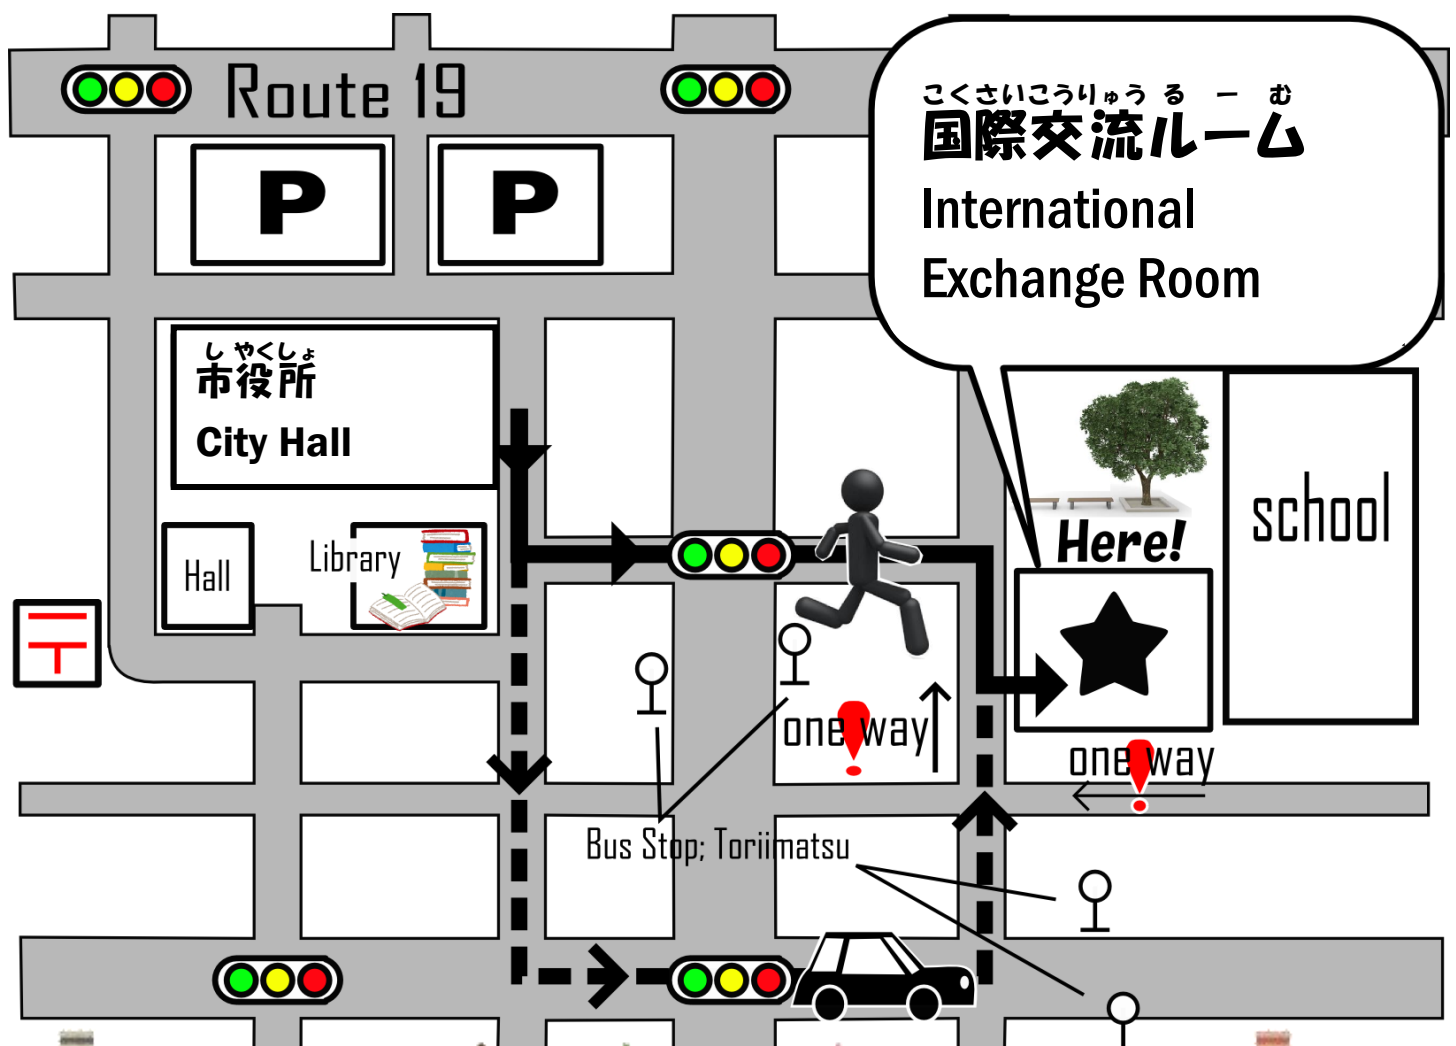 Route 19
P
P
こくさいこうりゅうるーむ
国際交流ルーム
International
Exchange Room
しやくしょ
市役所
City Hall
school
Here!
Library
Hall
〒
one way
one way
Bus Stop; Toriimatsu